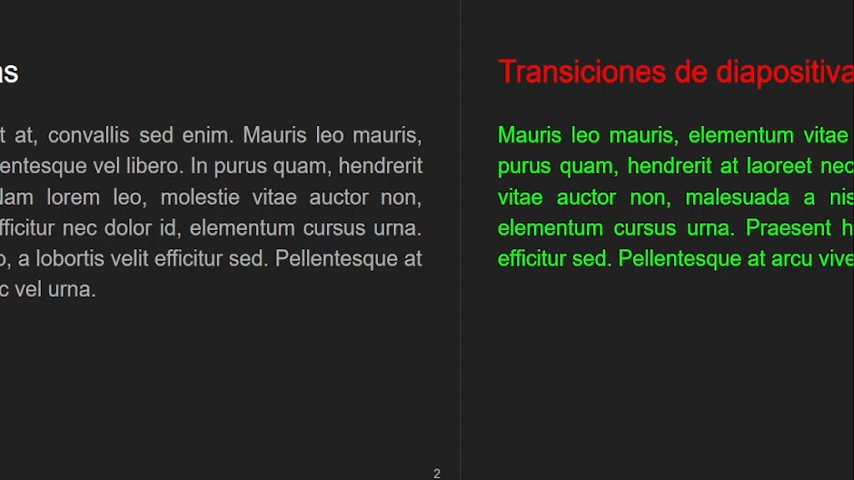 as
t at, convallis sed enim. Mauris leo mauris,
entesque vel libero. In purus quam, hendrerit
Nam lorem leo, molestie vitae auctor non,
fficitur nec dolor id, elementum cursus urna.
o, a lobortis velit efficitur sed. Pellentesque at
c vel urna.
2
Transiciones de diapositiva
Mauris leo mauris, elementum vitae
purus quam, hendrerit at laoreet nec
vitae auctor non, malesuada a nis
elementum cursus urna. Praesent h
efficitur sed. Pellentesque at arcu vive